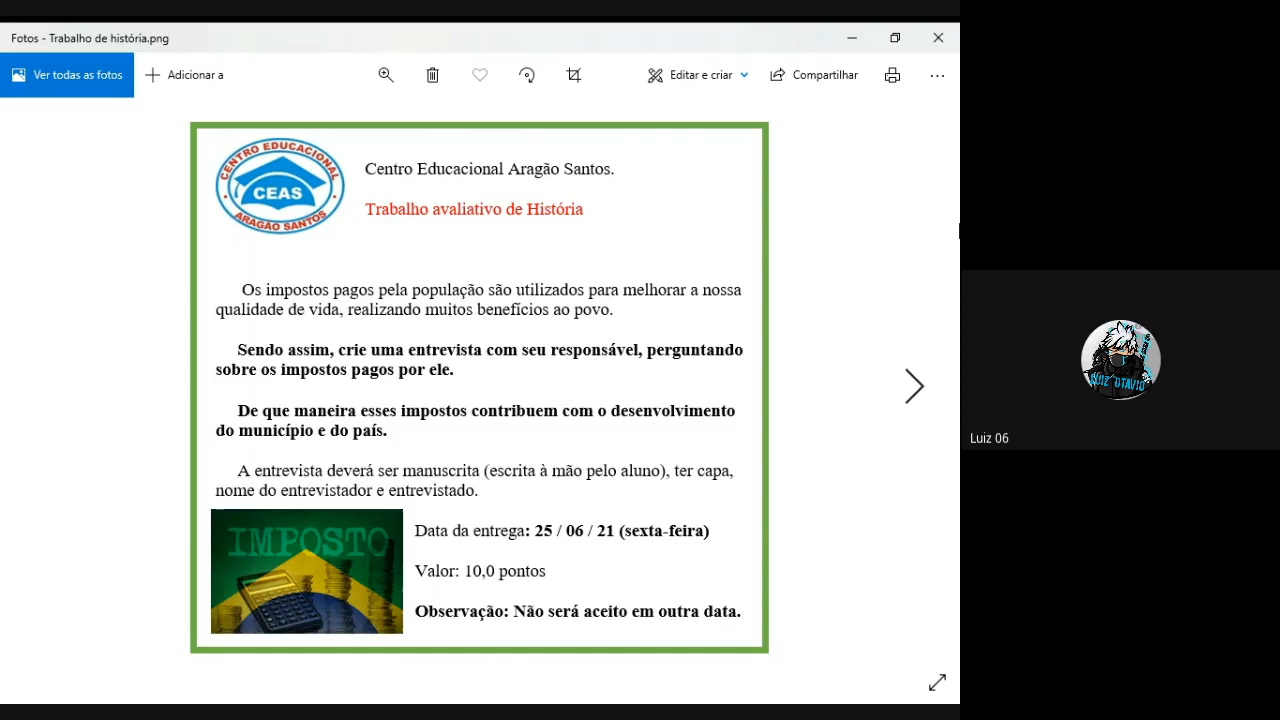 Fotos - Trabalho de história.png
Ver todas as fotos
Adicionar a
Editar e criar
Compartilhar
CENTRO EDUCACIONAL
CEAS
ARAGÃO SANTOS
Centro Educacional Aragão Santos.
Trabalho avaliativo de História
Os impostos pagos pela população são utilizados para melhorar a nossa
qualidade de vida, realizando muitos benefícios ao povo.
Sendo assim, crie uma entrevista com seu responsável, perguntando
sobre os impostos pagos por ele.
De que maneira esses impostos contribuem com o desenvolvimento
do município e do país.
A entrevista deverá ser manuscrita (escrita à mão pelo aluno), ter capa,
nome do entrevistador e entrevistado.
IMPOSTO
Data da entrega: 25 / 06 / 21 (sexta-feira)
Valor: 10,0 pontos
Observação: Não será aceito em outra data.
LUIZ OTAVIO
Luiz 06